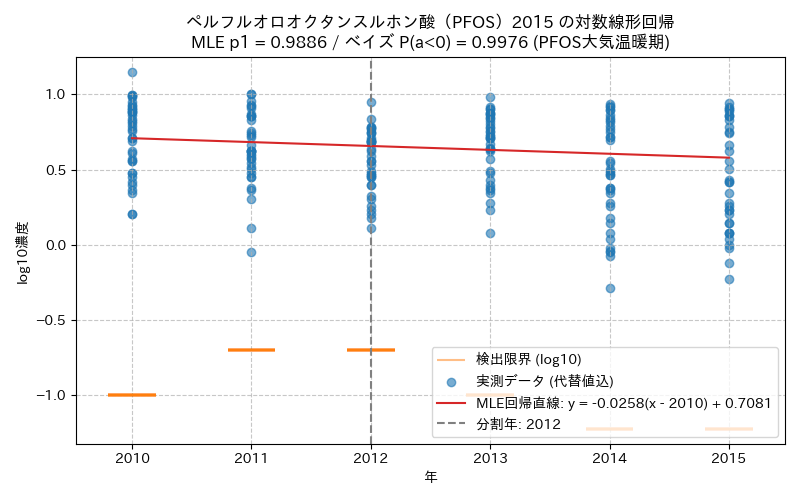 ペルフルオロオクタンスルホン酸（PFOS）2015 の対数線形回帰
MLE p1 = 0.9886 / ベイズ P(a<0) = 0.9976 (PFOS大気温暖期)
log10濃度
1.0
0.5
0.0
−0.5
−1.0
検出限界 (log10)
実測データ (代替値込)
MLE回帰直線: y = -0.0258(x - 2010) + 0.7081
分割年: 2012
2010
2011
2012
2013
2014
2015
年